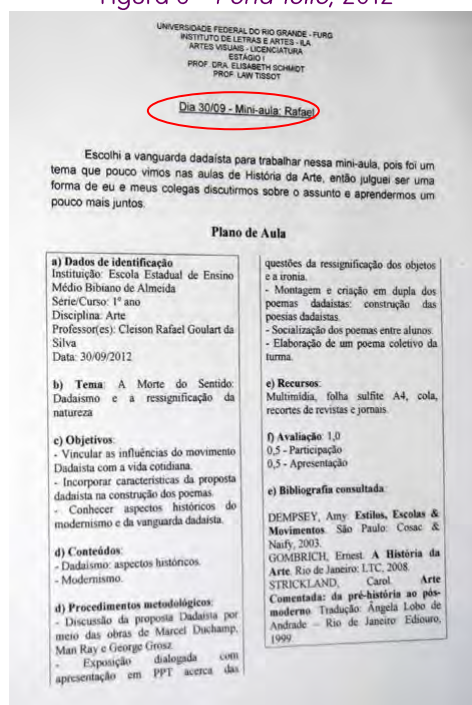 Figura 6 - Porta-fólio, 2012
UNIVERSIDADE FEDERAL DO RIO GRANDE - FURG
INSTITUTO DE LETRAS E ARTES - ILA
ARTES VISUAIS - LICENCIATURA
ESTÁGIO I
PROF. DRA. ELISABETH SCHMIDT
PROF. LAW TISSOT
Dia 30/09 - Mini-aula: Rafael
Escolhi a vanguarda dadaísta para trabalhar nessa mini-aula, pois foi um
tema que pouco vimos nas aulas de História da Arte, então julguei ser uma
forma de eu e meus colegas discutirmos sobre o assunto e aprendermos um
pouco mais juntos.
Plano de Aula
a) Dados de identificação
Instituição: Escola Estadual de Ensino
Médio Bibiano de Almeida
Série/Curso: 1º ano
Disciplina: Arte
Professor(es): Cleison Rafael Goulart da
Silva
Data: 30/09/2012
b) Tema: A Morte do Sentido:
Dadaísmo e a ressignificação da
natureza
c) Objetivos:
- Vincular as influências do movimento
Dadaísta com a vida cotidiana.
- Incorporar características da proposta
dadaísta na construção dos poemas.
- Conhecer aspectos históricos do
modernismo e da vanguarda dadaísta.
d) Conteúdos:
- Dadaísmo: aspectos históricos.
- Modernismo.
d) Procedimentos metodológicos:
- Discussão da proposta Dadaísta por
meio das obras de Marcel Duchamp,
Man Ray e George Grosz.
- Exposição dialogada com
apresentação em PPT acerca das
questões da ressignificação dos objetos
e a ironia.
- Montagem e criação em dupla dos
poemas dadaístas: construção das
poesias dadaístas.
- Socialização dos poemas entre alunos.
- Elaboração de um poema coletivo da
turma.
e) Recursos:
Multimídia, folha sulfite A4, cola,
recortes de revistas e jornais.
f) Avaliação: 1,0
0,5 - Participação
0,5 - Apresentação
e) Bibliografia consultada:
DEMPSEY, Amy. Estilos, Escolas &
Movimentos. São Paulo: Cosac &
Naify, 2003.
GOMBRICH, Ernest. A História da
Arte. Rio de Janeiro: LTC, 2008.
STRICKLAND, Carol. Arte
Comentada: da pré-história ao pós-
moderno. Tradução: Ângela Lobo de
Andrade – Rio de Janeiro: Ediouro,
1999.